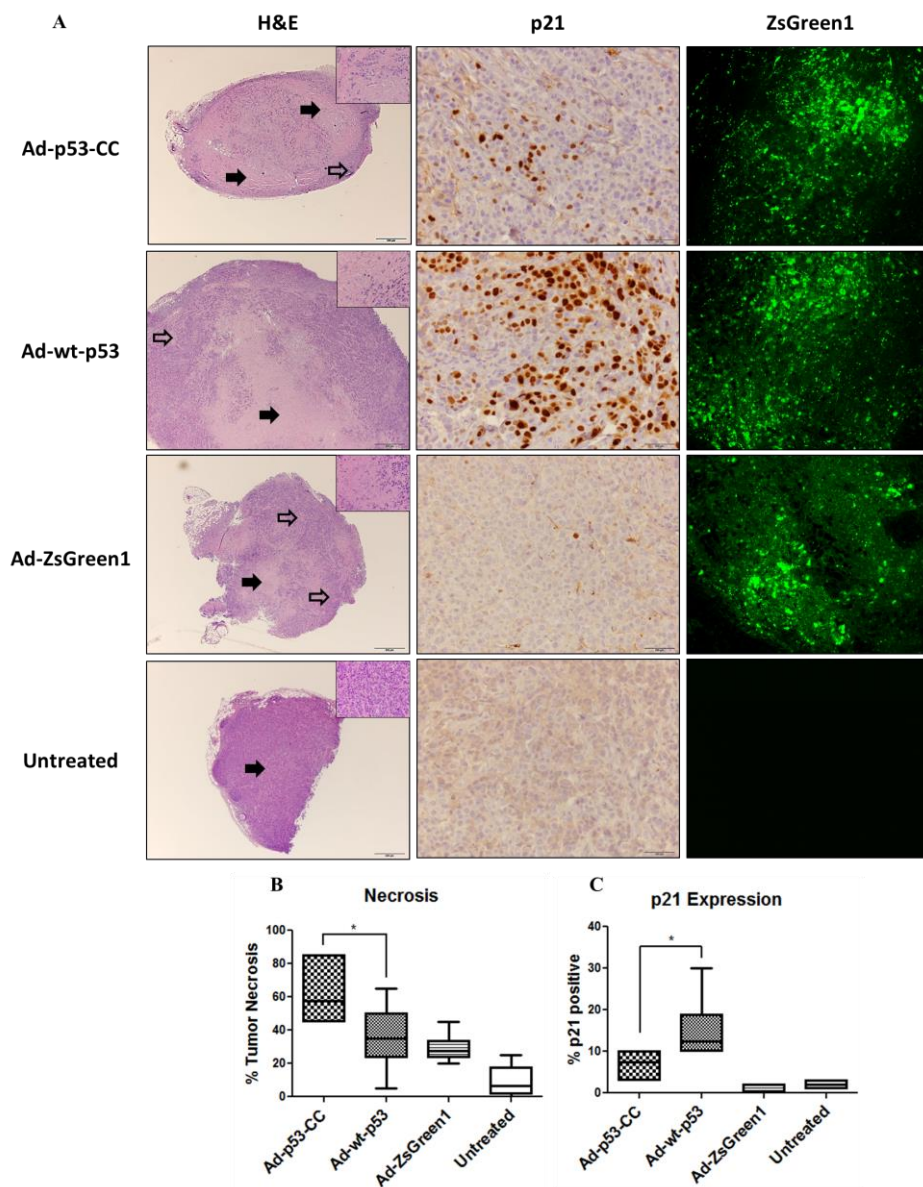 A
H&E p21 ZsGreen1
Ad-p53-CC
Ad-wt-p53
Ad-ZsGreen1
Untreated
B
Necrosis
% Tumor Necrosis
100
80
60
40
20
0
*
Ad-p53-CC
Ad-wt-p53
Ad-ZsGreen1
Untreated
C
p21 Expression
% p21 positive
40
30
20
10
0
*
Ad-p53-CC
Ad-wt-p53
Ad-ZsGreen1
Untreated